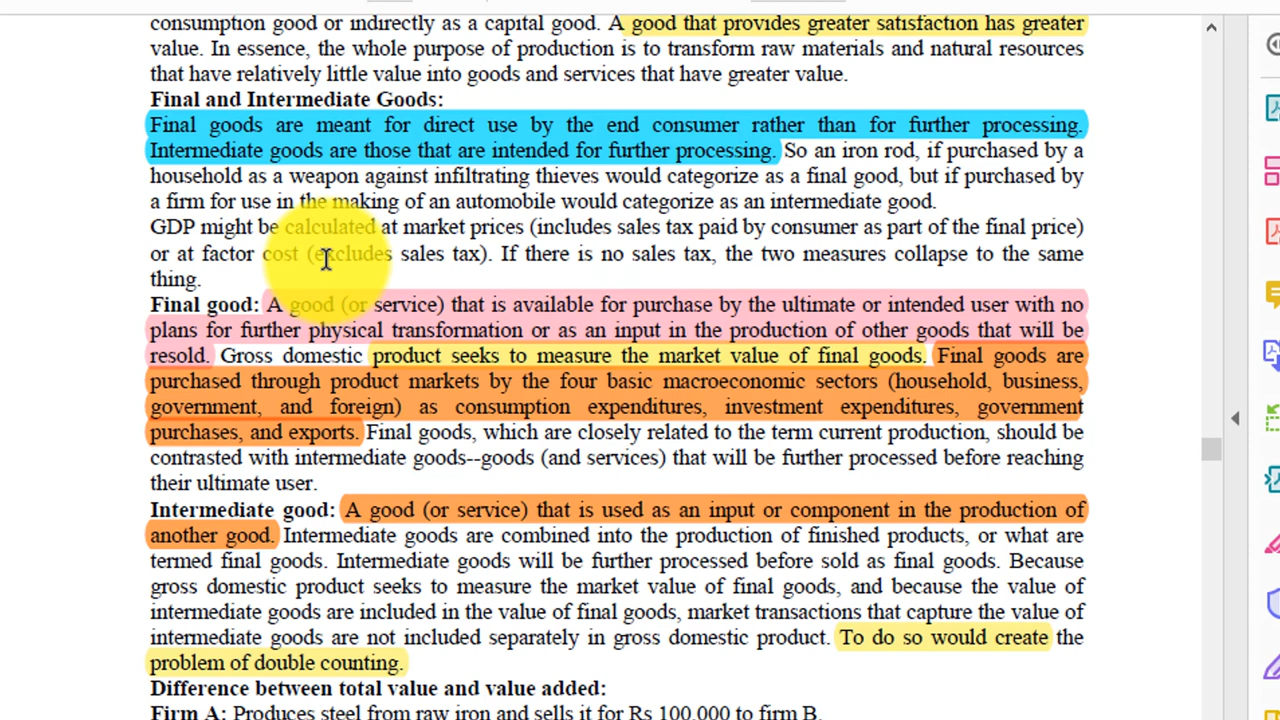 consumption good or indirectly as a capital good. A good that provides greater satisfaction has greater
value. In essence, the whole purpose of production is to transform raw materials and natural resources
that have relatively little value into goods and services that have greater value.
Final and Intermediate Goods:
Final goods are meant for direct use by the end consumer rather than for further processing.
Intermediate goods are those that are intended for further processing. So an iron rod, if purchased by a
household as a weapon against infiltrating thieves would categorize as a final good, but if purchased by
a firm for use in the making of an automobile would categorize as an intermediate good.
GDP might be calculated at market prices (includes sales tax paid by consumer as part of the final price)
or at factor cost (excludes sales tax). If there is no sales tax, the two measures collapse to the same
thing.
Final good: A good (or service) that is available for purchase by the ultimate or intended user with no
plans for further physical transformation or as an input in the production of other goods that will be
resold. Gross domestic product seeks to measure the market value of final goods. Final goods are
purchased through product markets by the four basic macroeconomic sectors (household, business,
government, and foreign) as consumption expenditures, investment expenditures, government
purchases, and exports. Final goods, which are closely related to the term current production, should be
contrasted with intermediate goods--goods (and services) that will be further processed before reaching
their ultimate user.
Intermediate good: A good (or service) that is used as an input or component in the production of
another good. Intermediate goods are combined into the production of finished products, or what are
termed final goods. Intermediate goods will be further processed before sold as final goods. Because
gross domestic product seeks to measure the market value of final goods, and because the value of
intermediate goods are included in the value of final goods, market transactions that capture the value of
intermediate goods are not included separately in gross domestic product. To do so would create the
problem of double counting.
Difference between total value and value added:
Firm A: Produces steel from raw iron and sells it for Rs 100,000 to firm B.